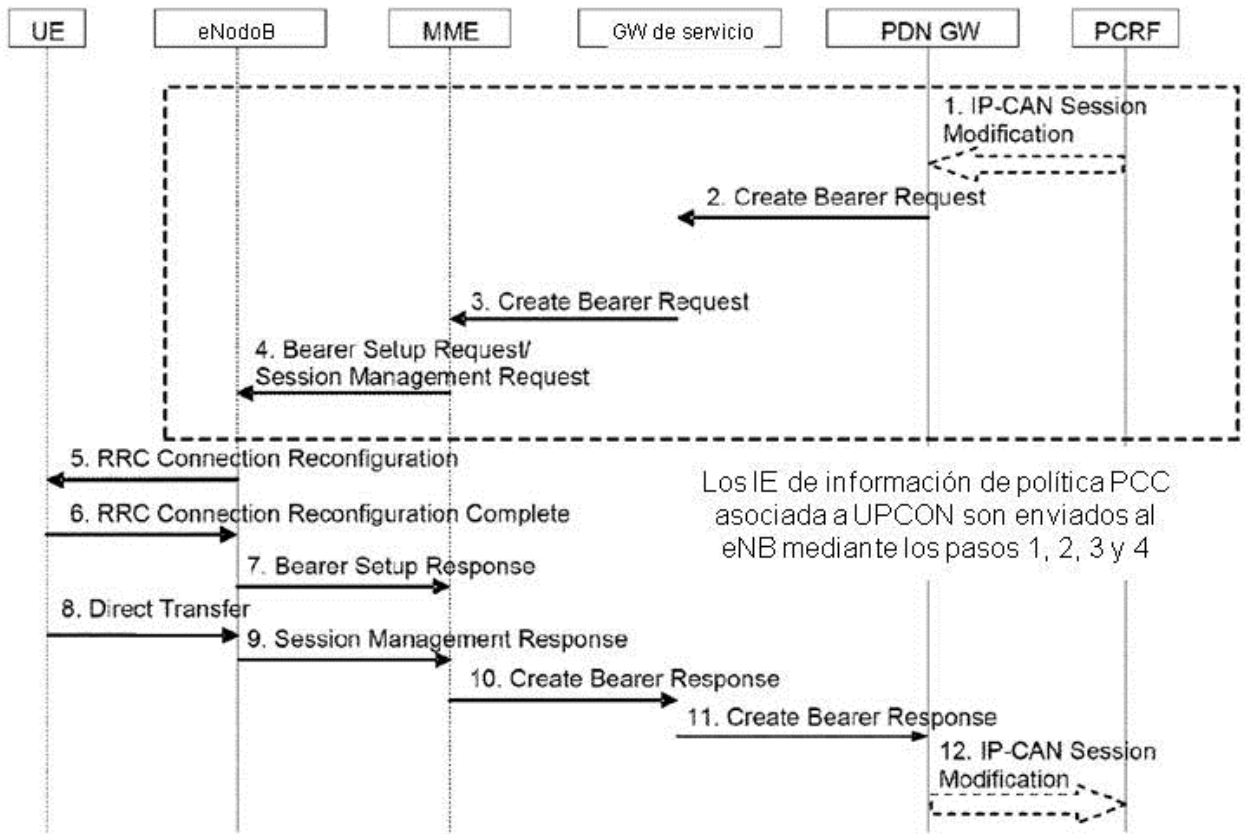 UE
eNodoB
MME
GW de servicio
PDN GW
PCRF
1. IP-CAN Session
Modification
2. Create Bearer Request
3. Create Bearer Request
4. Bearer Setup Request/
Session Management Request
5. RRC Connection Reconfiguration
6. RRC Connection Reconfiguration Complete
Los IE de información de política PCC
asociada a UPCON son enviados al
eNB mediante los pasos 1, 2, 3 y 4
7. Bearer Setup Response
8. Direct Transfer
9. Session Management Response
10. Create Bearer Response
11. Create Bearer Response
12. IP-CAN Session
Modification